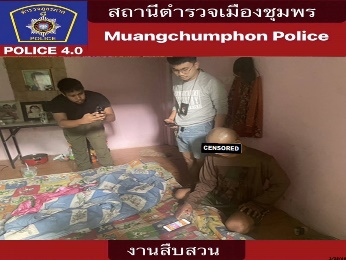 สถานีตำรวจเมืองชุมพร
Muangchumphon Police
POLICE
POLICE 4.0
CENSORED
งานสืบสวน